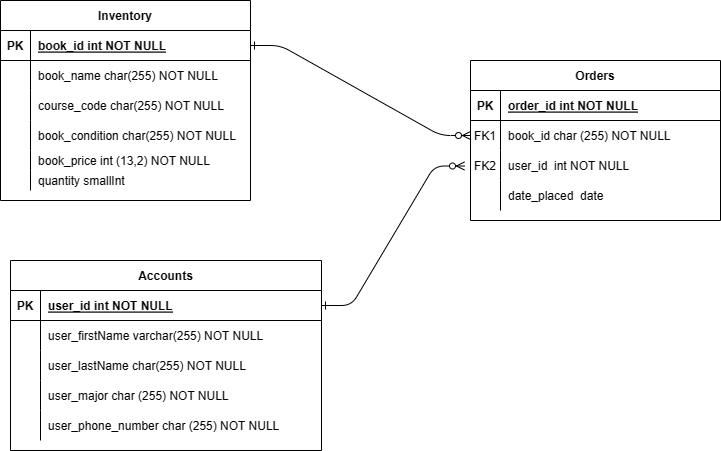 Inventory
PK book_id int NOT NULL
book_name char(255) NOT NULL
course_code char(255) NOT NULL
book_condition char(255) NOT NULL
book_price int (13,2) NOT NULL
quantity smallInt
Orders
PK order_id int NOT NULL
FK1 book_id char (255) NOT NULL
FK2 user_id int NOT NULL
date_placed date
Accounts
PK user_id int NOT NULL
user_firstName varchar(255) NOT NULL
user_lastName char(255) NOT NULL
user_major char (255) NOT NULL
user_phone_number char (255) NOT NULL